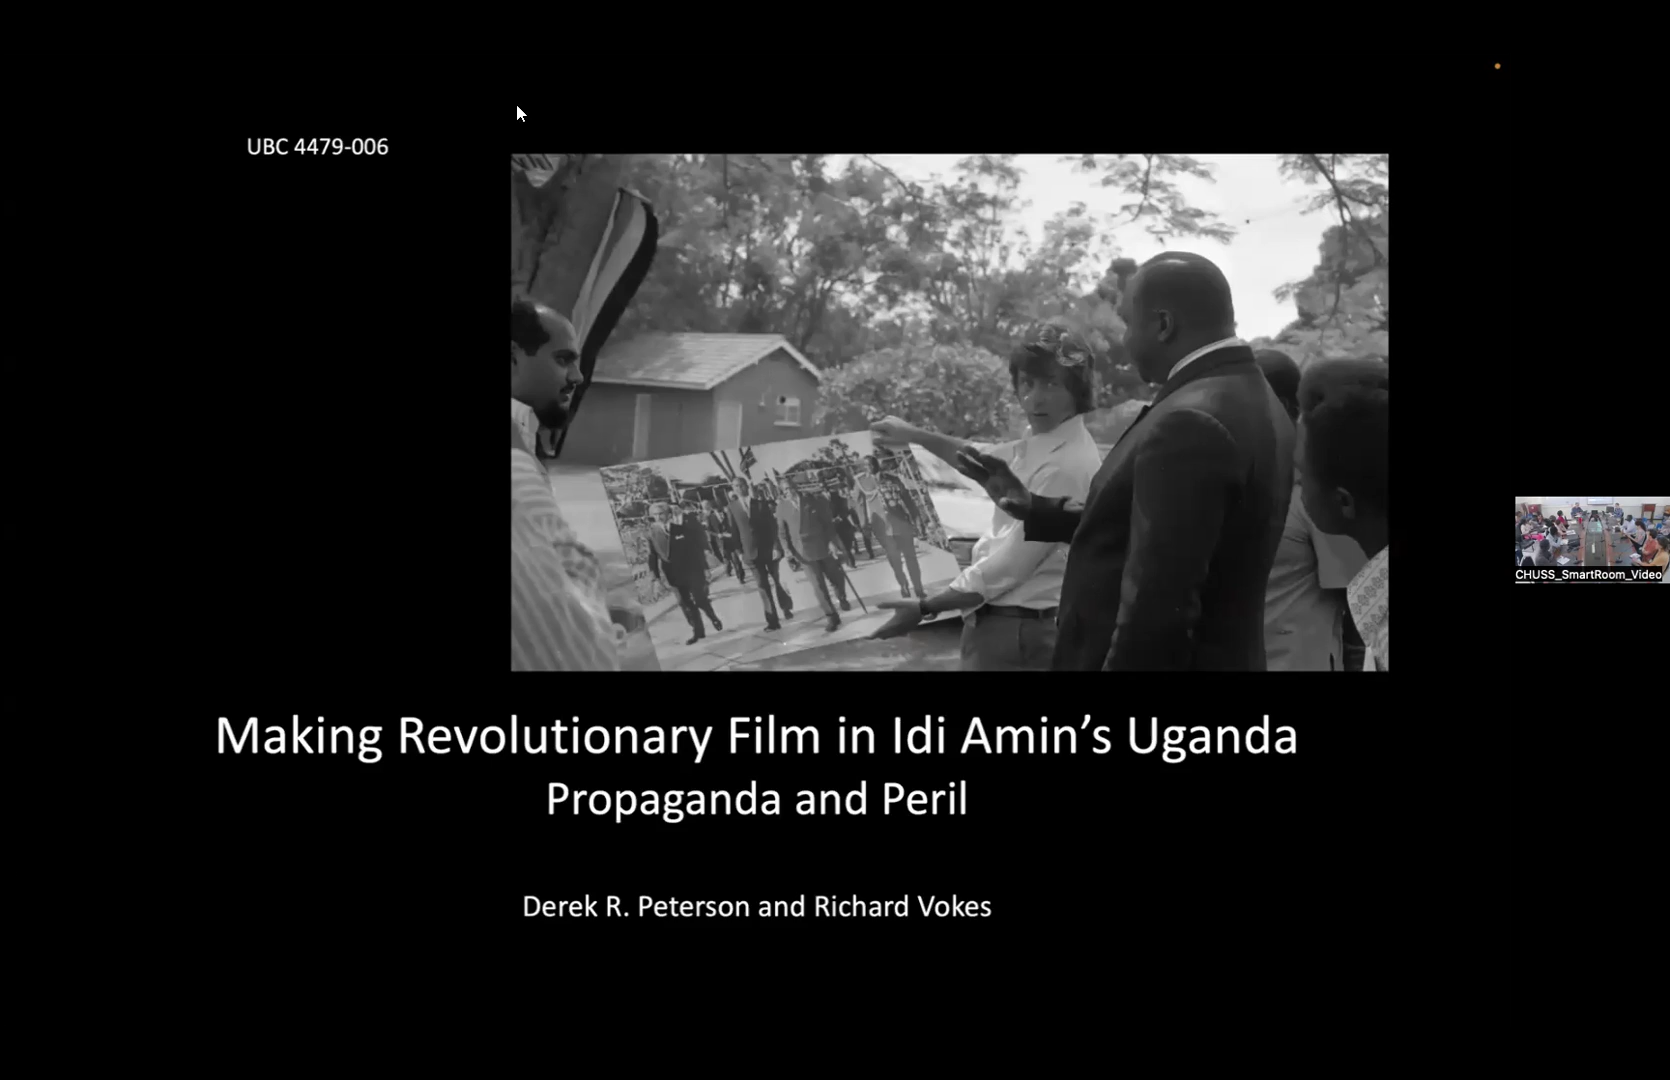 UBC 4479-006
CHUSS_SmartRoom_Video
Making Revolutionary Film in Idi Amin’s Uganda
Propaganda and Peril
Derek R. Peterson and Richard Vokes